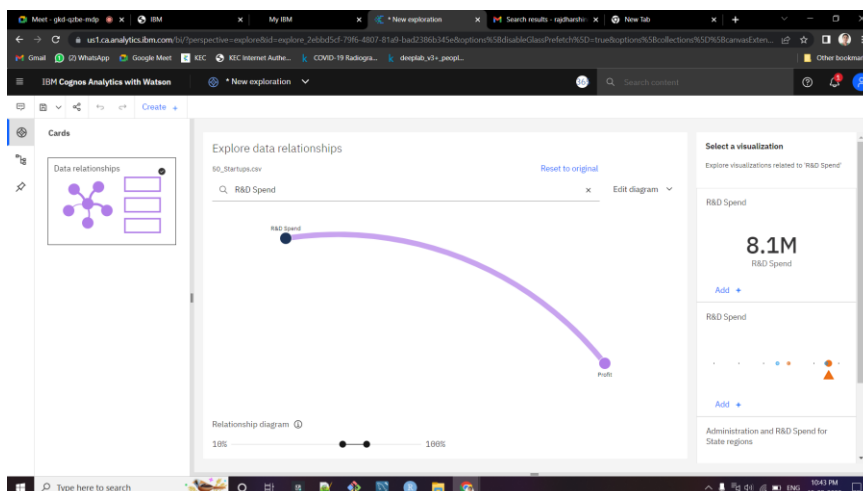 Meet - gkd-qzbe-mdp
IBM
My IBM
* New exploration
Search results - rajdharshin
New Tab
us1.ca.analytics.ibm.com/bi/?perspective=explore&id=explore_2ebbd5cf-79f6-4807-81a9-bad2386b345e&options%5BdisableGlassPrefetch%5D=true&options%5Bcollections%5D%5BcanvasExten...
Gmail
(2) WhatsApp
Google Meet
KEC
KEC Internet Authe...
COVID-19 Radiogra...
deeplab_v3+_peopl...
Other bookmar
IBM Cognos Analytics with Watson
* New exploration
Search content
Create +
Cards
Data relationships
Explore data relationships
50_Startups.csv
Reset to original
R&D Spend
Edit diagram
R&D Spend
Profit
Relationship diagram
10%
100%
Select a visualization
Explore visualizations related to 'R&D Spend'
R&D Spend
8.1M
R&D Spend
Add +
R&D Spend
Add +
Administration and R&D Spend for
State regions
Type here to search
ENG
10:43 PM